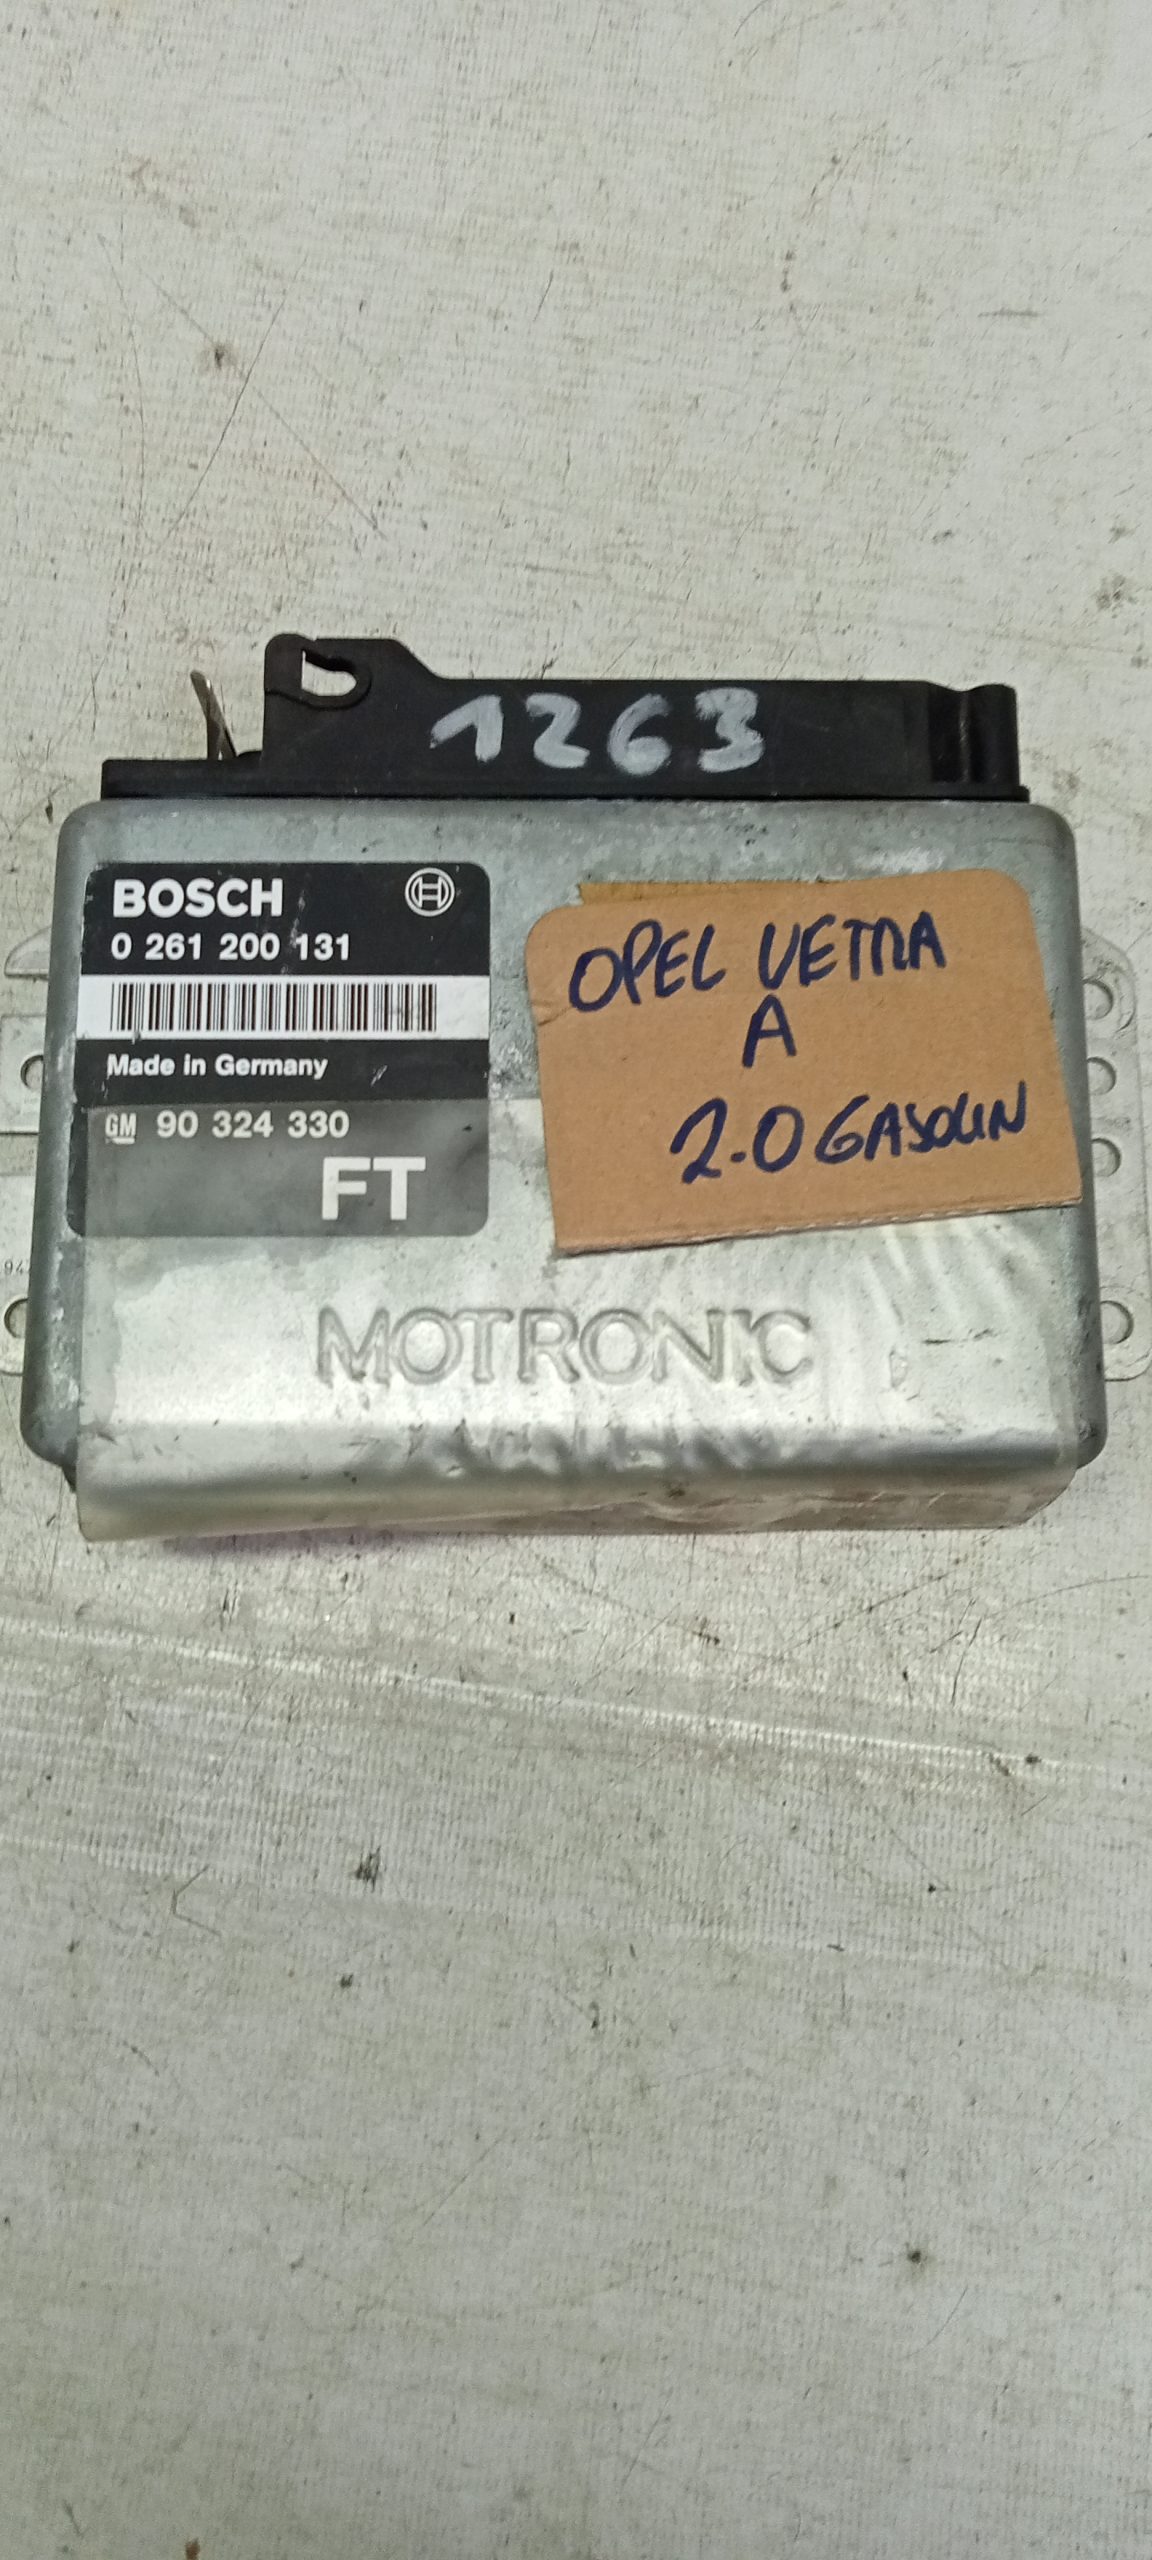 1263
BOSCH
0 261 200 131
Made in Germany
GM 90 324 330
FT
OPEL VETRA
A
2.0 GASOLIN
MOTRONIC